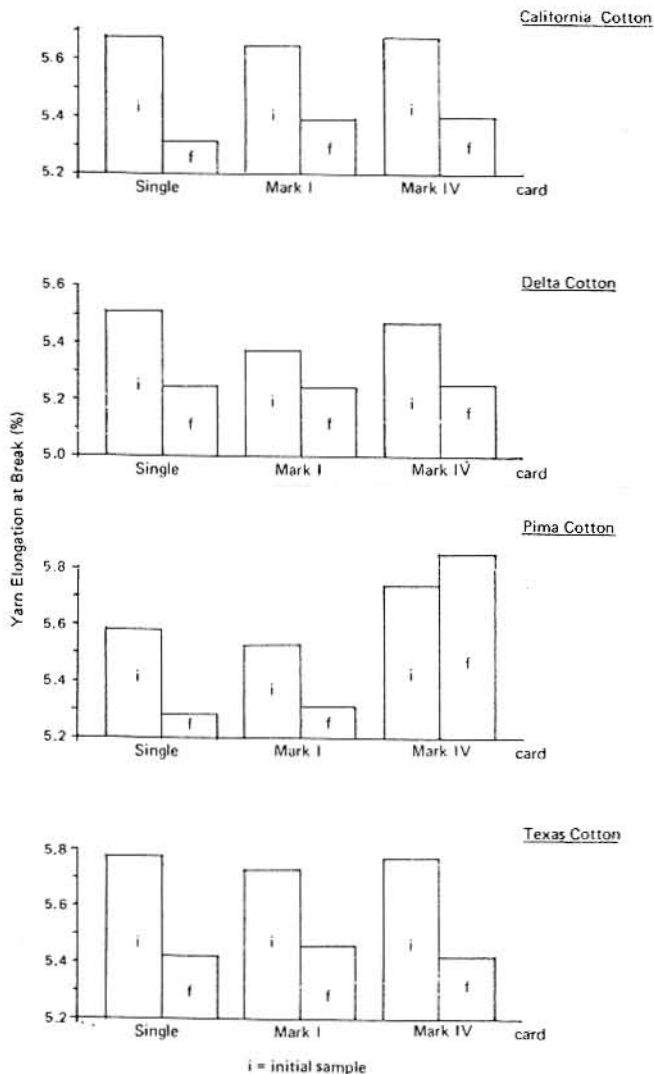 California Cotton
5.6
5.4
5.2
i f i f i f
Single Mark I Mark IV card
Delta Cotton
5.6
5.4
5.2
5.0
i f i f i f
Single Mark I Mark IV card
Yarn Elongation at Break (%)
Pima Cotton
5.8
5.6
5.4
5.2
i f i f i f
Single Mark I Mark IV card
Texas Cotton
5.8
5.6
5.4
5.2
i f i f i f
Single Mark I Mark IV card
i = initial sample